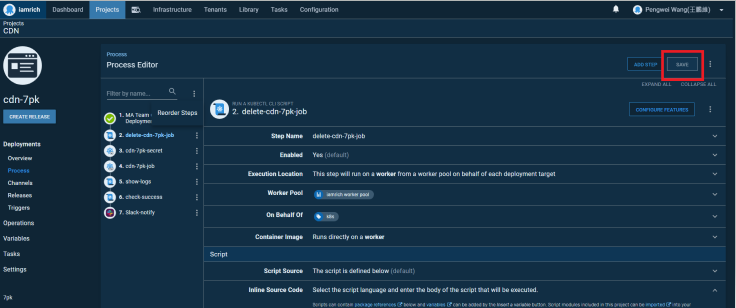 iamrich Dashboard Projects Infrastructure Tenants Library Tasks Configuration Pengwei Wang(王鵬維)
Projects
CDN
cdn-7pk
CREATE RELEASE
Deployments
Overview
Process
Channels
Releases
Triggers
Operations
Variables
Tasks
Settings
7pk
Process
Process Editor
ADD STEP
SAVE
EXPAND ALL COLLAPSE ALL
Filter by name...
Reorder Steps
1. MA Team -
Deploymen
2. delete-cdn-7pk-job
3. cdn-7pk-secret
4. cdn-7pk-job
5. show-logs
6. check-success
7. Slack-notify
RUN A KUBECTL CLI SCRIPT
2. delete-cdn-7pk-job
CONFIGURE FEATURES
Step Name delete-cdn-7pk-job
Enabled Yes (default)
Execution Location This step will run on a worker from a worker pool on behalf of each deployment target
Worker Pool iamrich worker pool
On Behalf Of k8s
Container Image Runs directly on a worker
Script
Script Source The script is defined below (default)
Inline Source Code Select the script language and enter the body of the script that will be executed.
Scripts can contain package references below and variables can be added by the Insert a variable button. Script modules included in this project can be imported into your